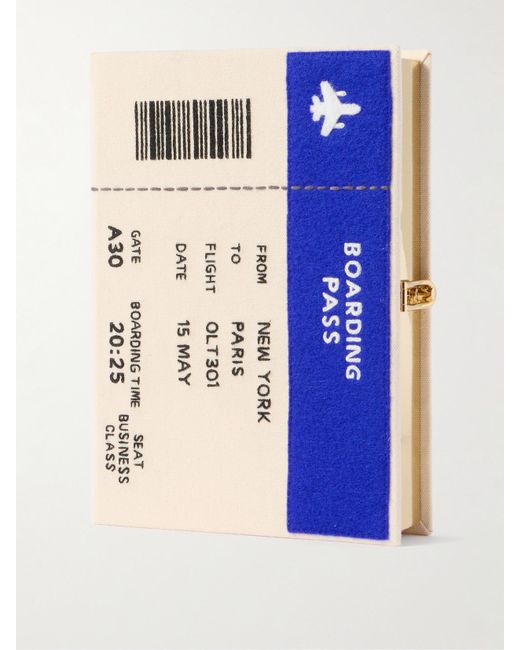 BOARDING
PASS
FROM NEW YORK
TO PARIS
FLIGHT OLT301
DATE 15 MAY
GATE BOARDING TIME SEAT
A30 20:25 BUSINESS
CLASS